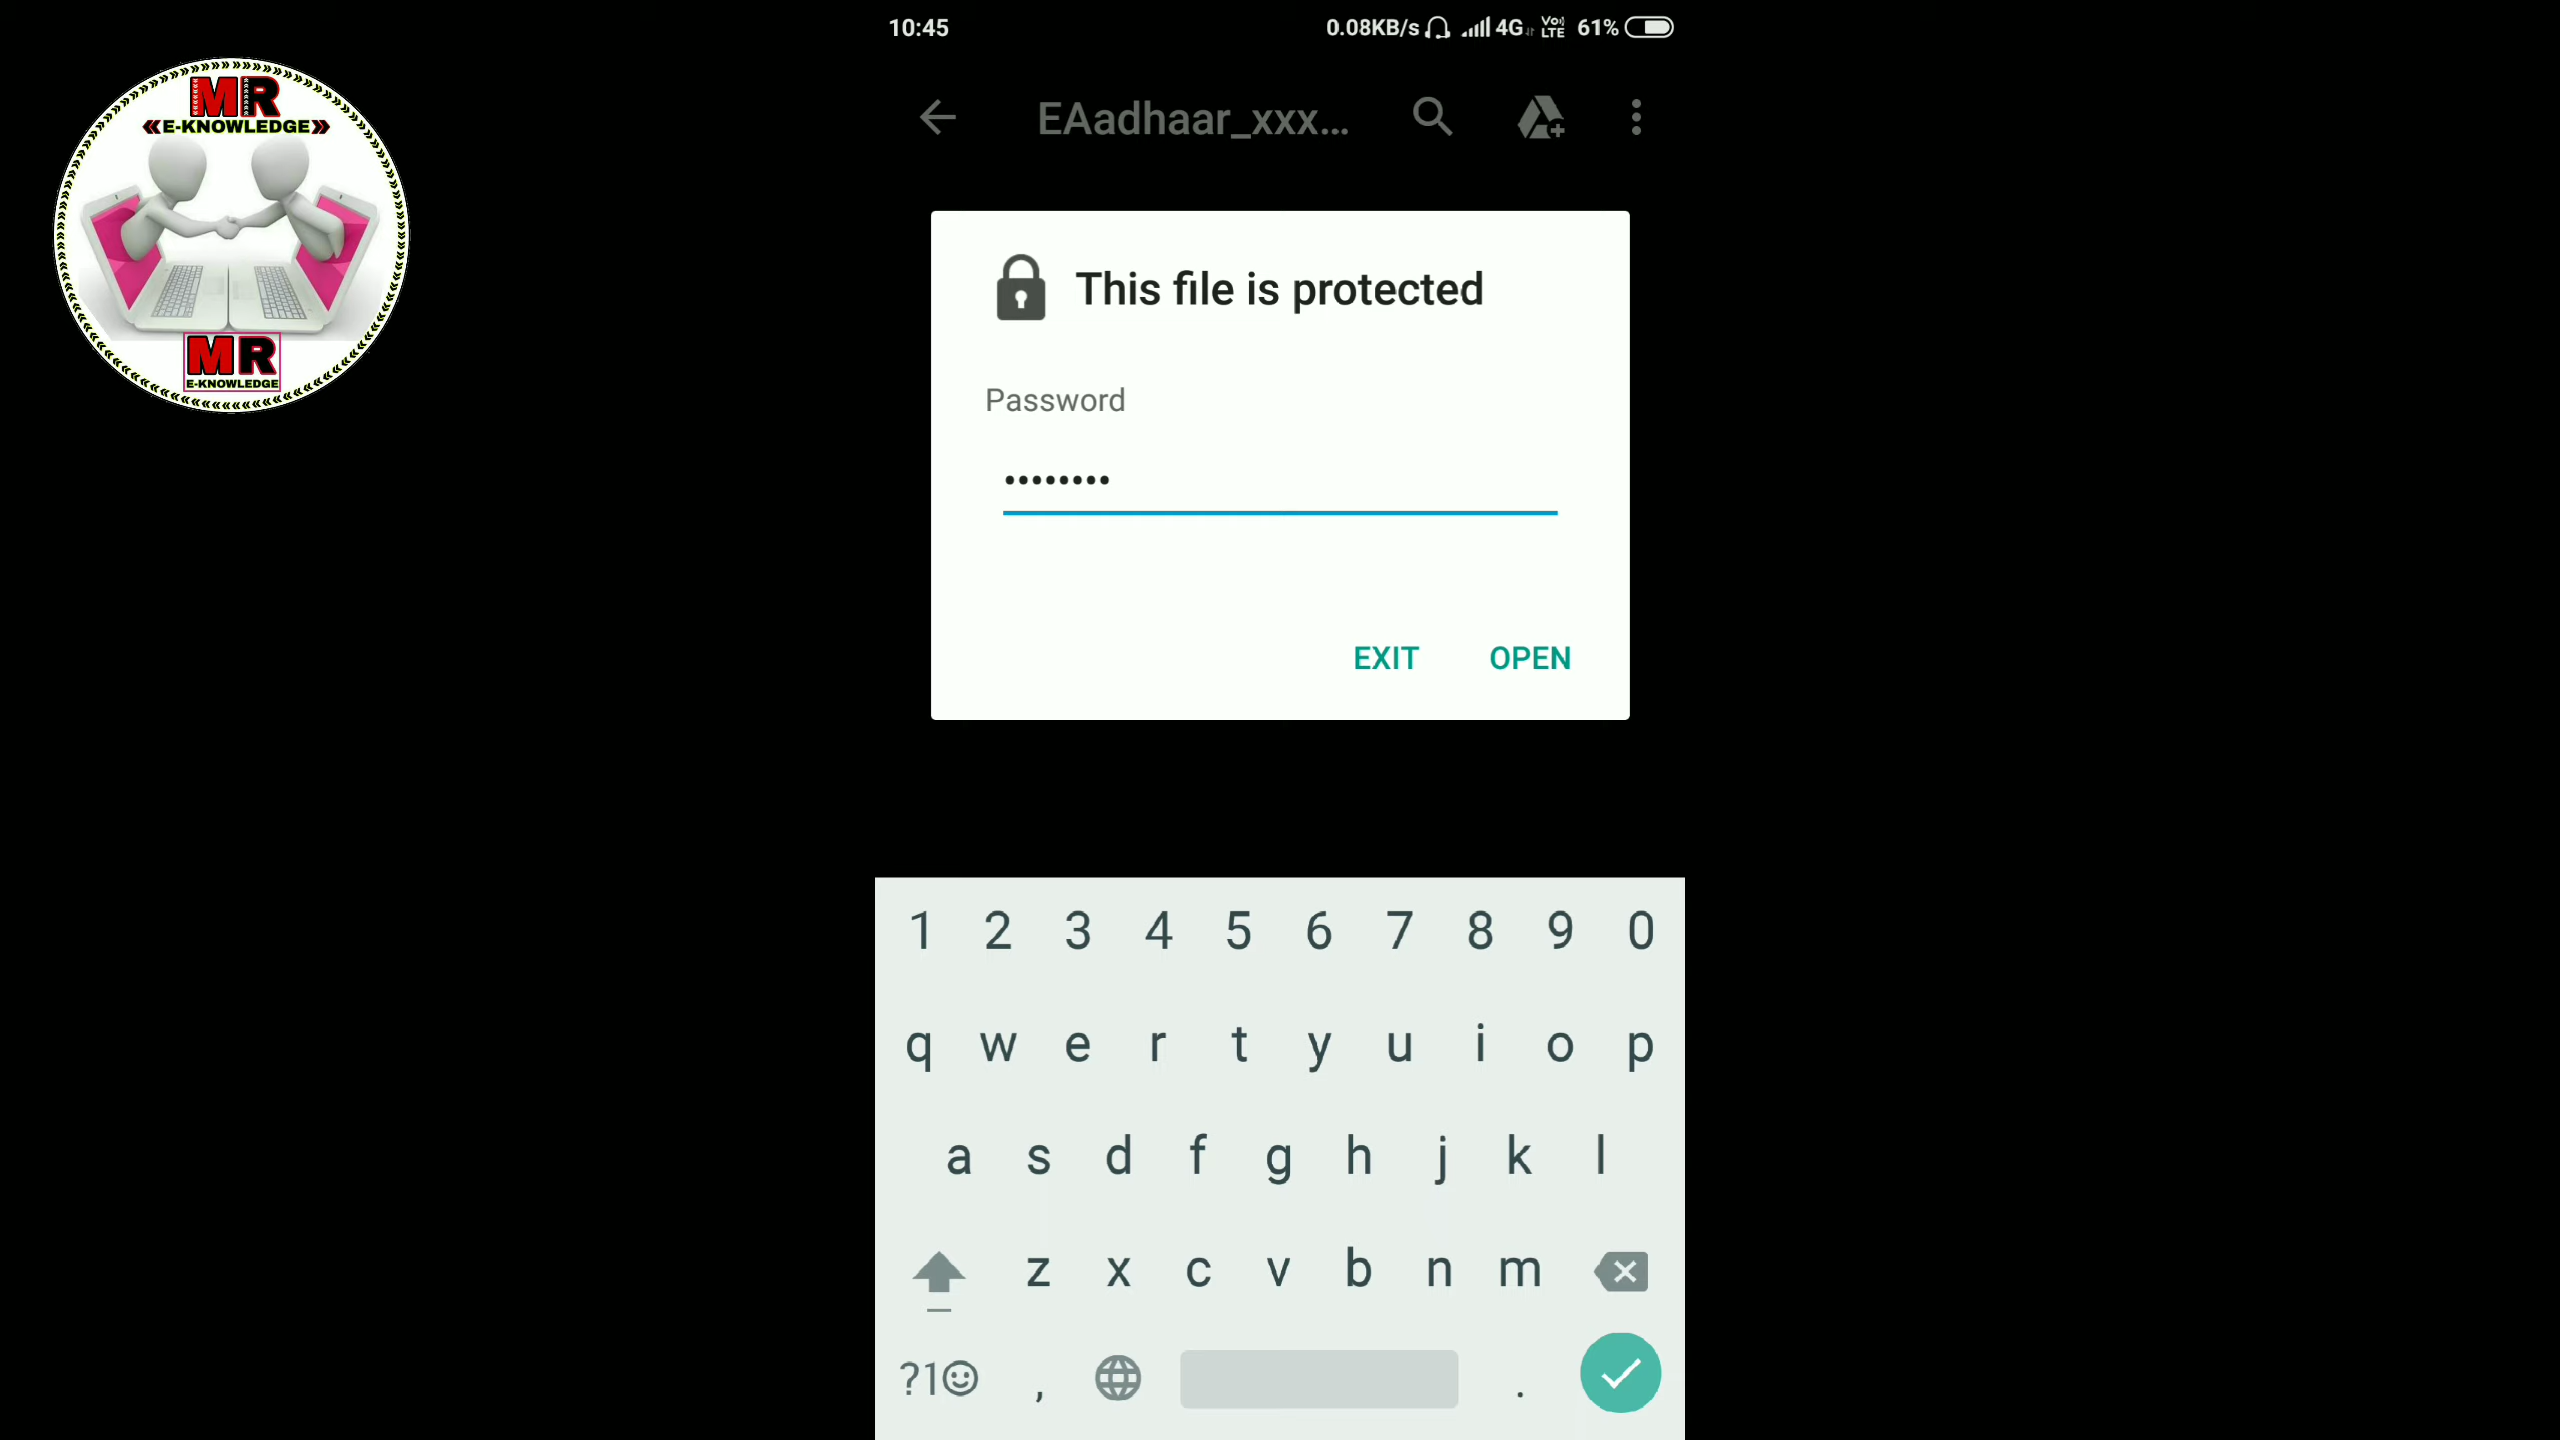 10:45
0.08KB/s 4G VoLTE 61%
MR
E-KNOWLEDGE
MR
E-KNOWLEDGE
EAadhaar_xxx...
This file is protected
Password
••••••••
EXIT OPEN
1 2 3 4 5 6 7 8 9 0
q w e r t y u i o p
a s d f g h j k l
z x c v b n m
?1 , .